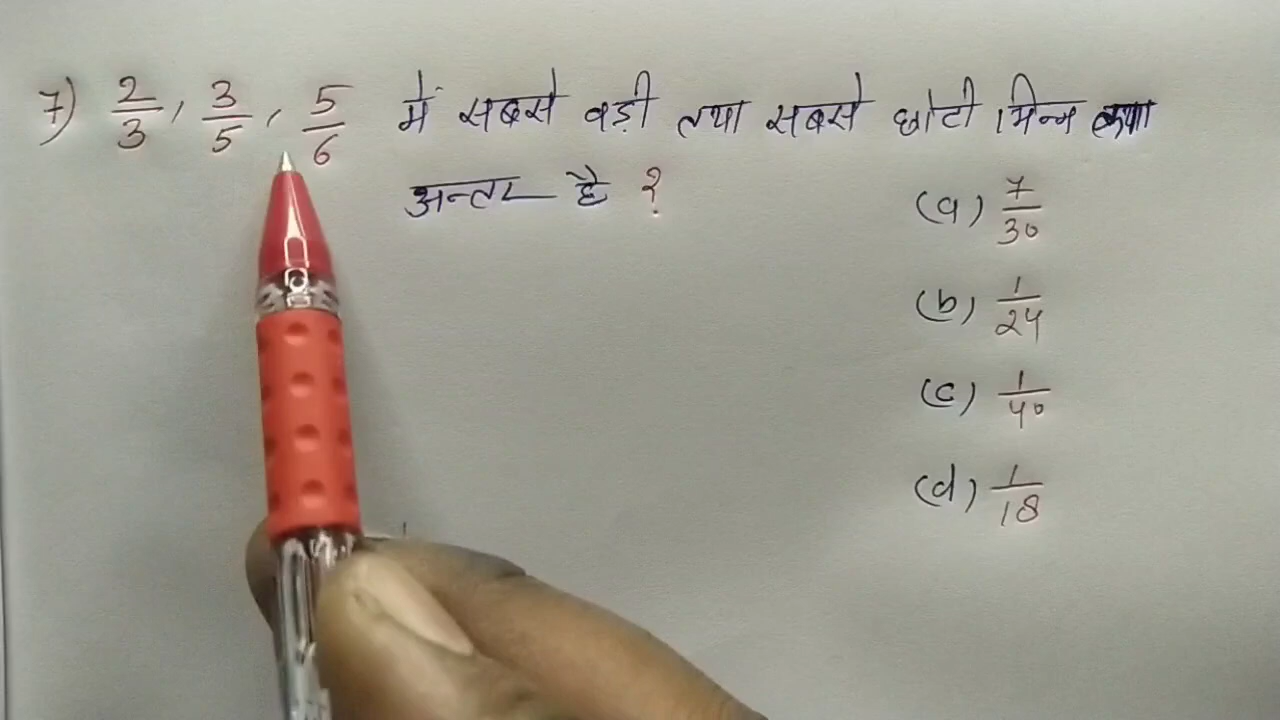 7) 2/3, 3/5, 5/6 में सबसे बड़ी तथा सबसे छोटी भिन्न क्या
अन्तर है ?
(a) 7/30
(b) 1/24
(c) 1/40
(d) 1/18